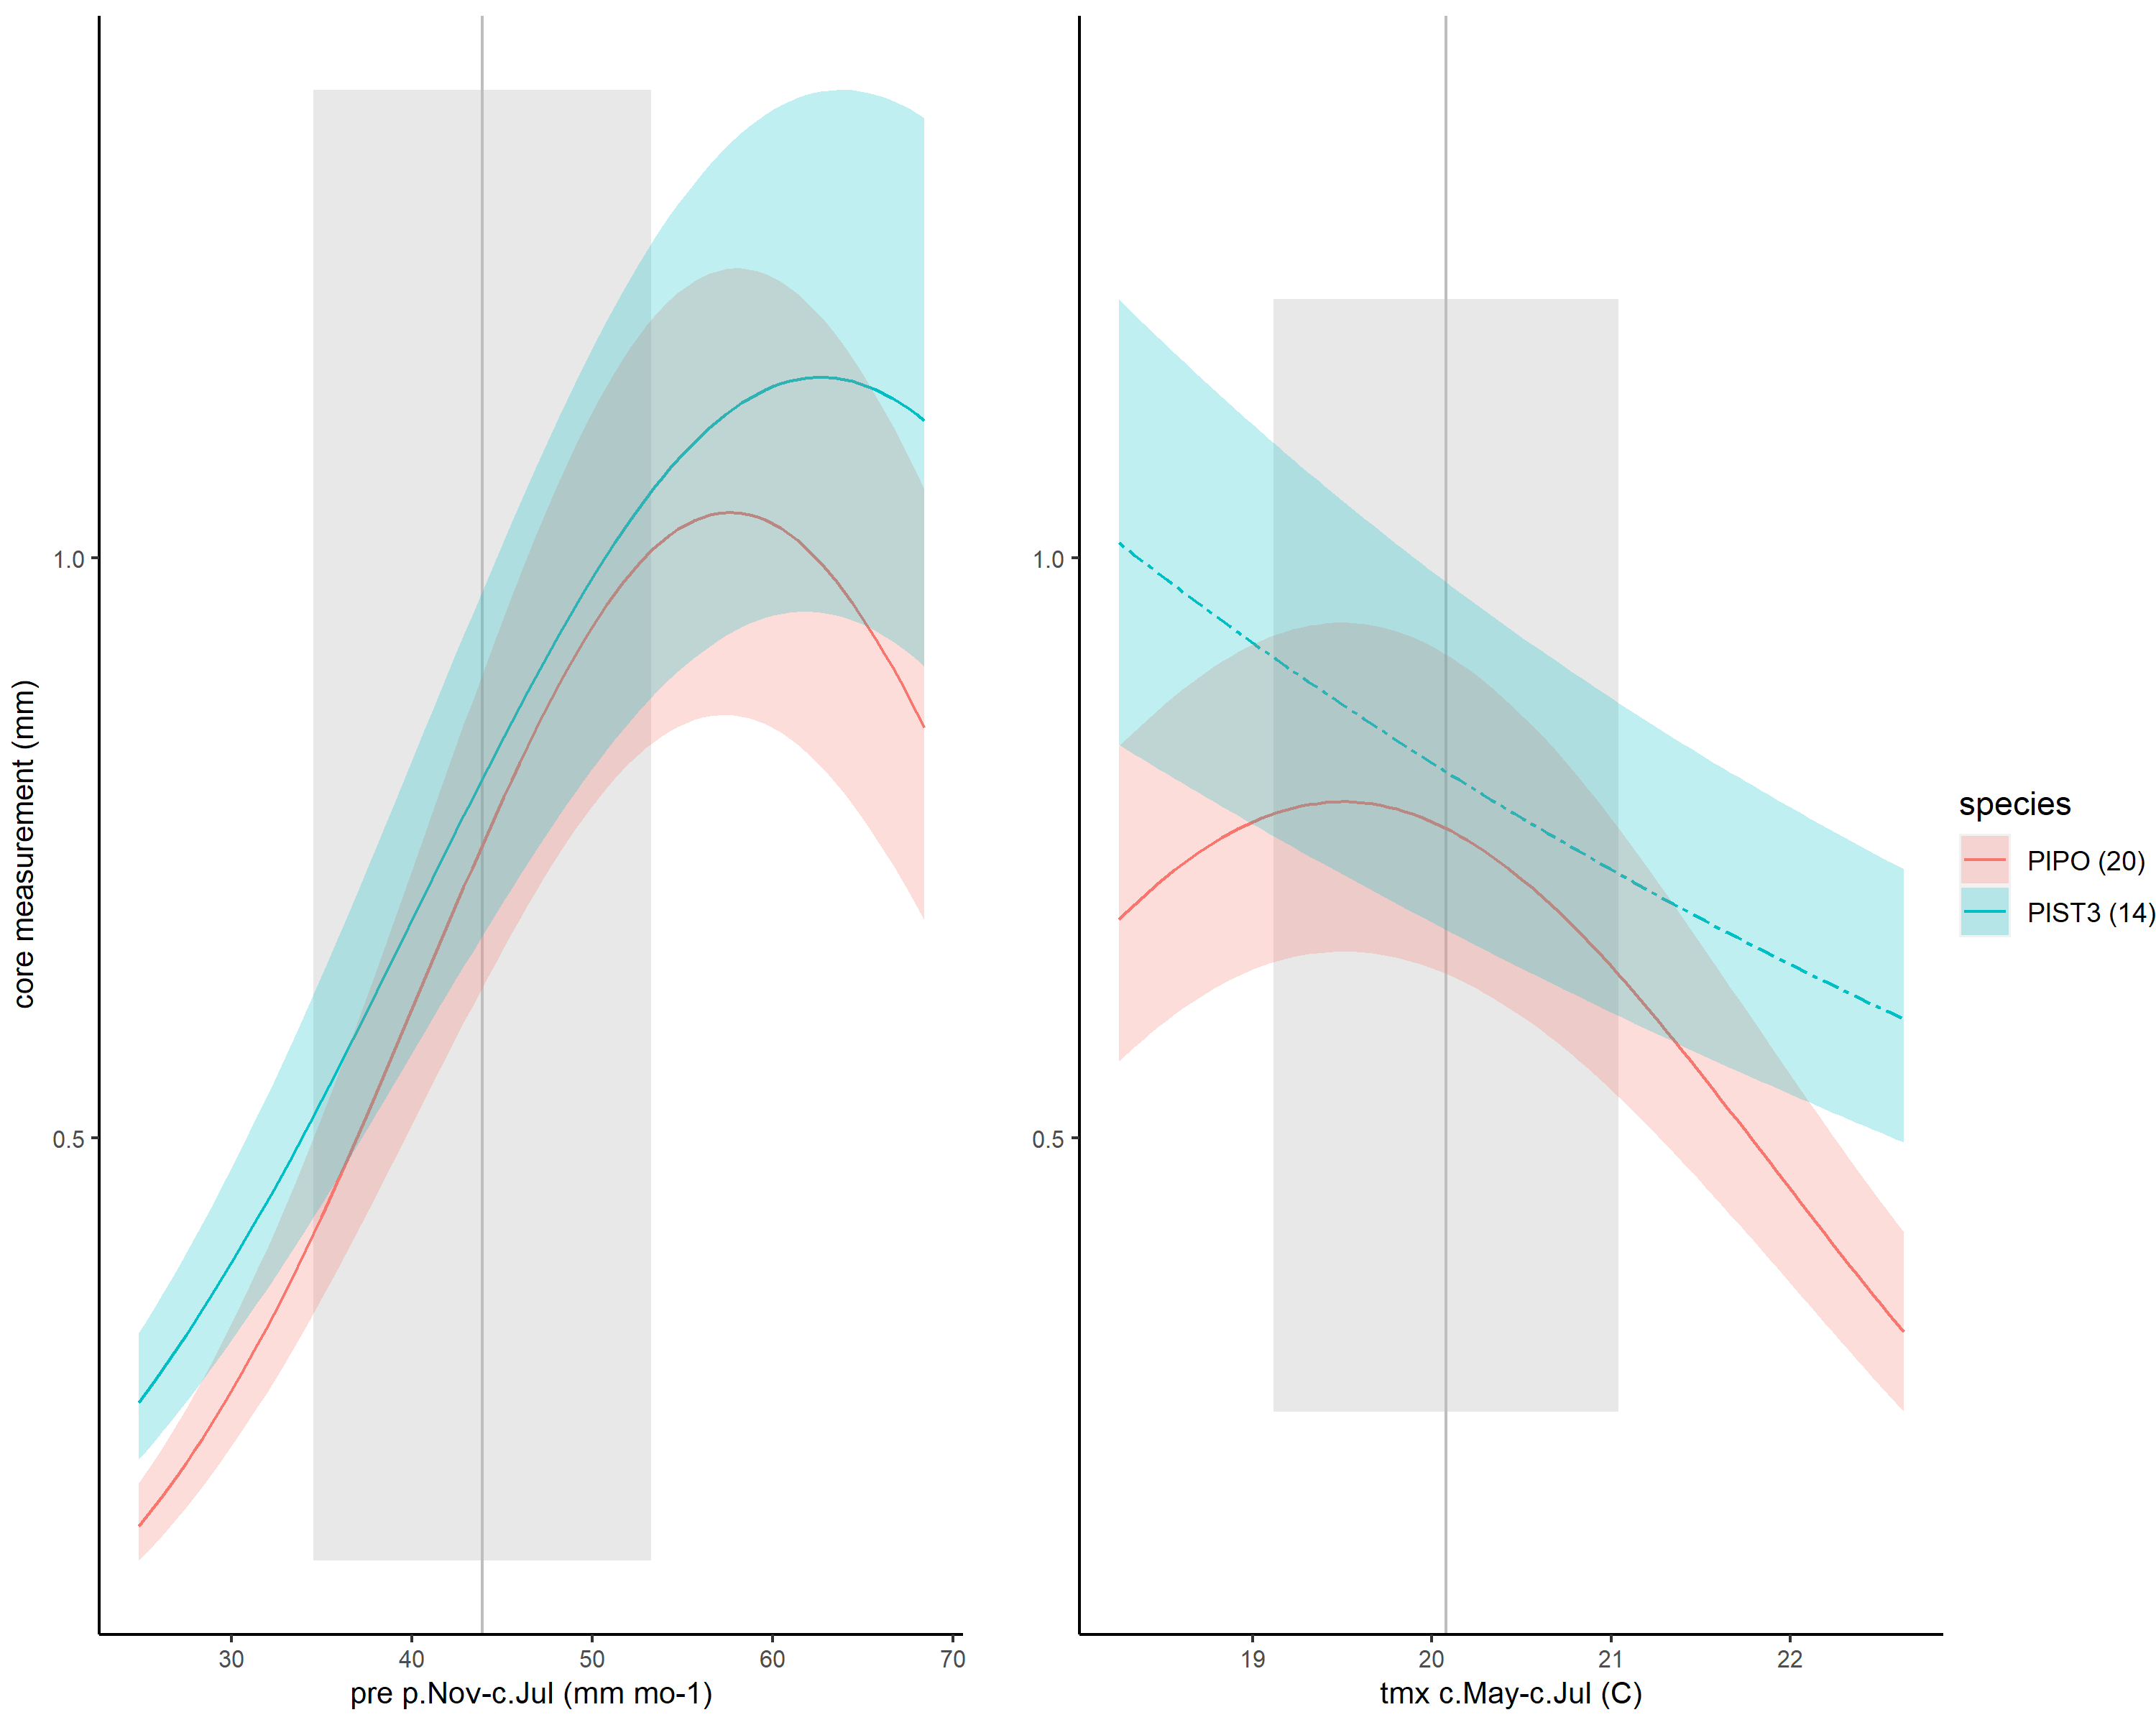 core measurement (mm)
1.0
0.5
30 40 50 60 70
pre p.Nov-c.Jul (mm mo-1)
1.0
0.5
19 20 21 22
tmx c.May-c.Jul (C)
species
PIPO (20)
PIST3 (14)